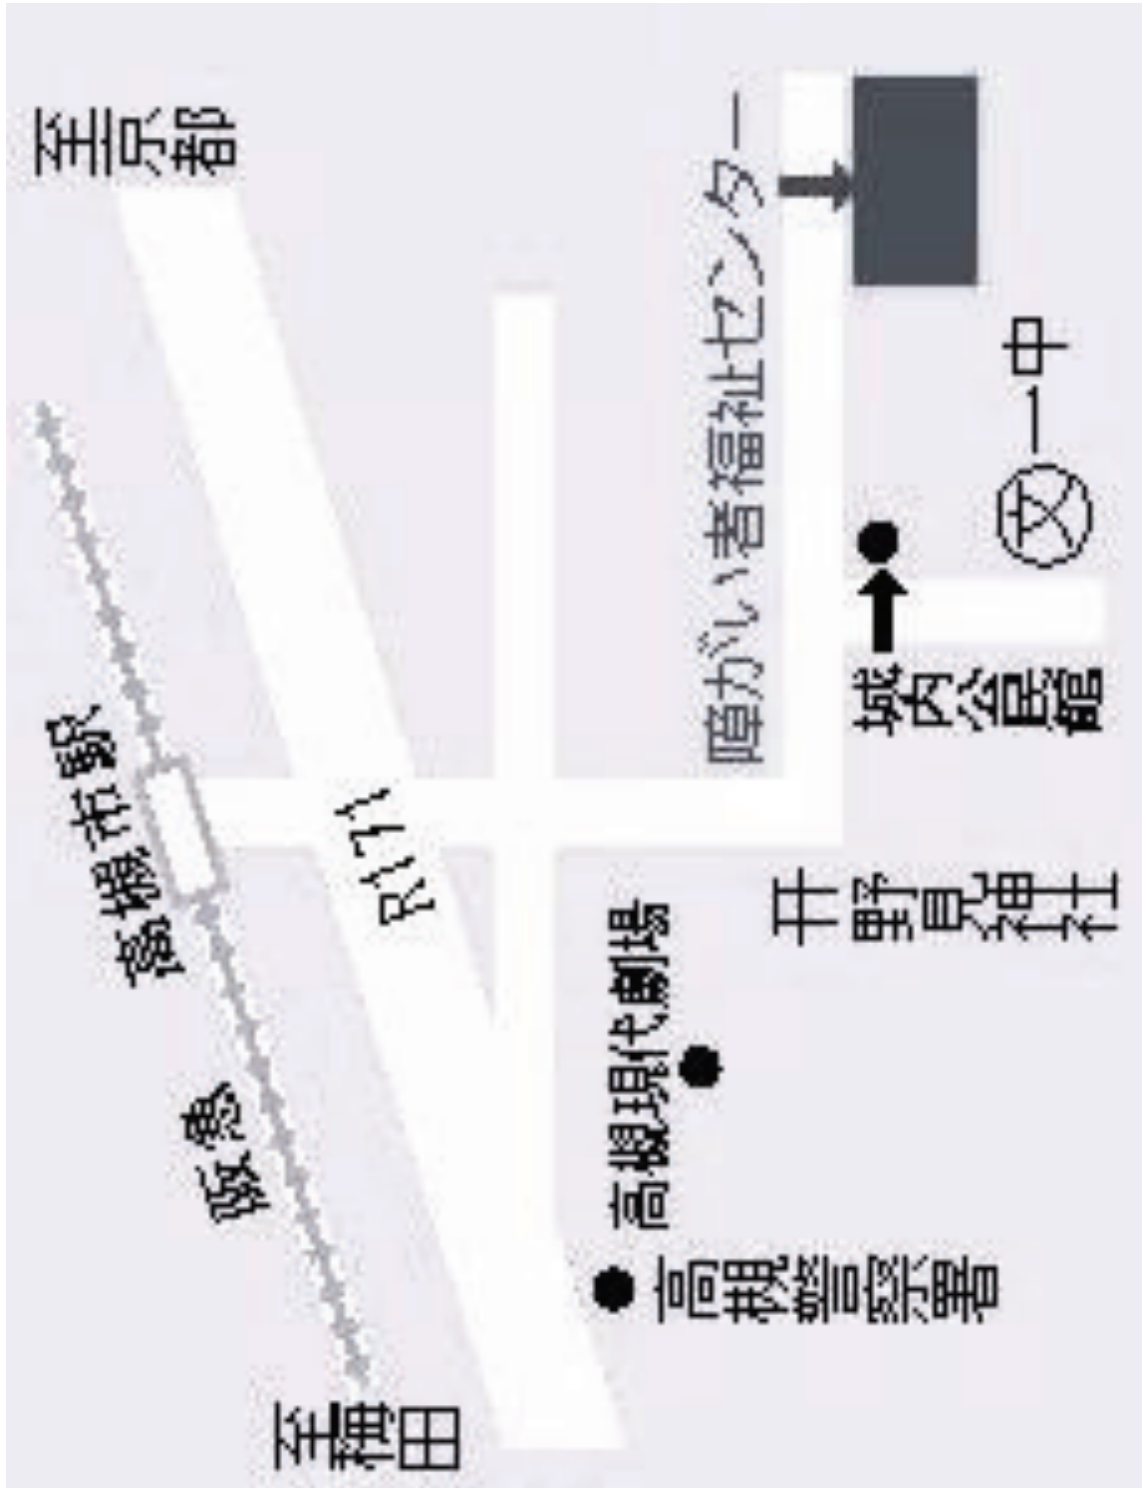 至京都
高槻市駅
阪急
至梅田
R171
障がい者福祉センター
文一中
城内公民館
野見神社
高槻現代劇場
高槻警察署